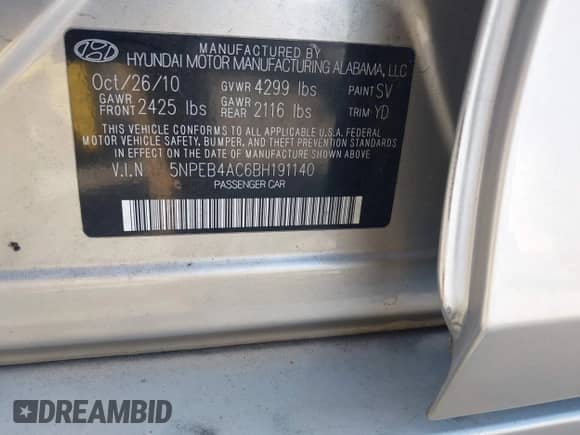 MANUFACTURED BY
HYUNDAI MOTOR MANUFACTURING ALABAMA, LLC
Oct/26/10 GVWR 4299 lbs PAINT SV
GAWR FRONT 2425 lbs GAWR REAR 2116 lbs TRIM YD
THIS VEHICLE CONFORMS TO ALL APPLICABLE U.S.A. FEDERAL
MOTOR VEHICLE SAFETY, BUMPER, AND THEFT PREVENTION
STANDARDS IN EFFECT ON THE DATE OF MANUFACTURE SHOWN ABOVE.
V.I.N 5NPEB4AC6BH191140
PASSENGER CAR
DREAMBID